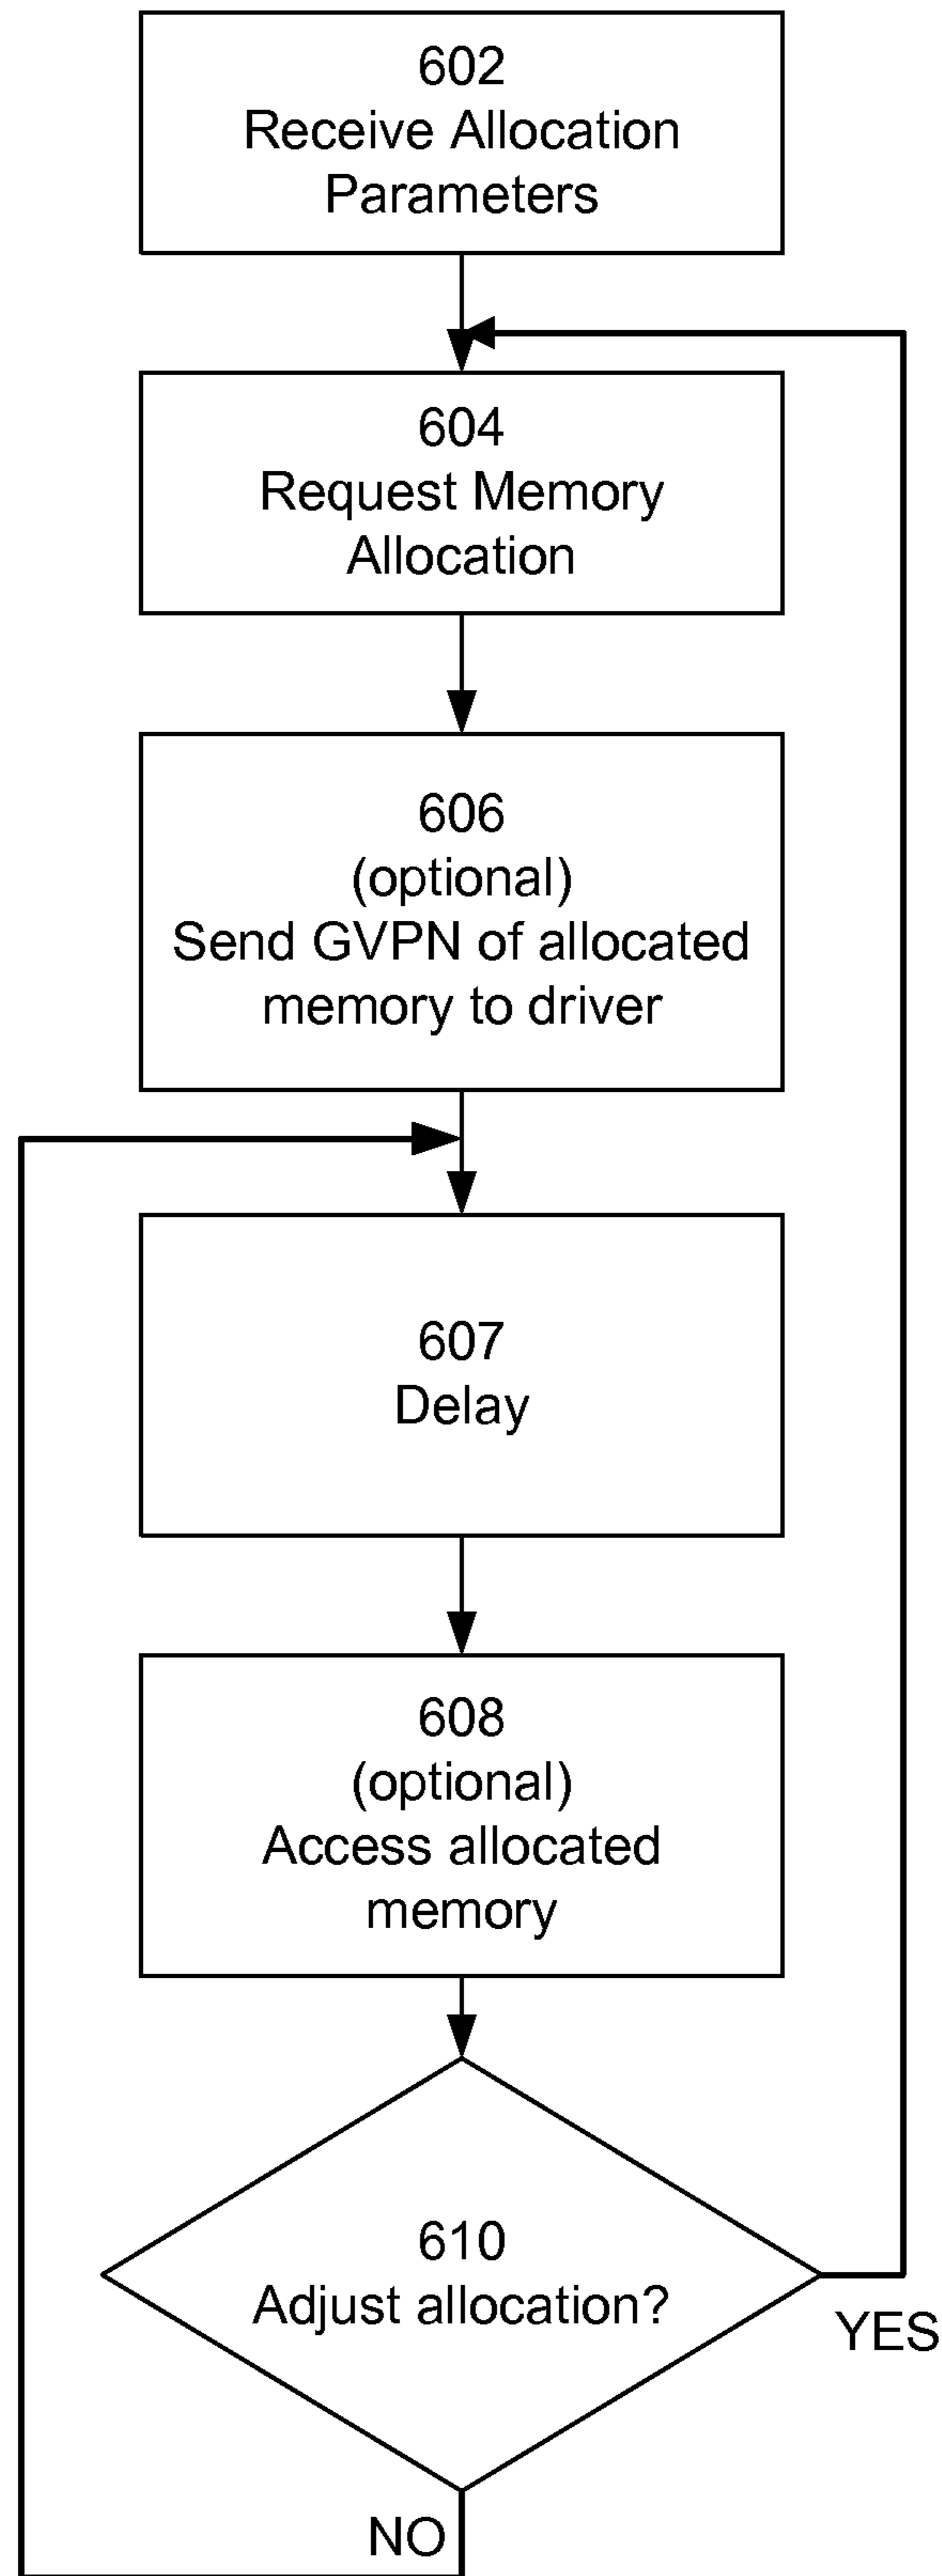 602
Receive Allocation
Parameters
604
Request Memory
Allocation
606
(optional)
Send GVPN of allocated
memory to driver
607
Delay
608
(optional)
Access allocated
memory
610
Adjust allocation?
YES
NO